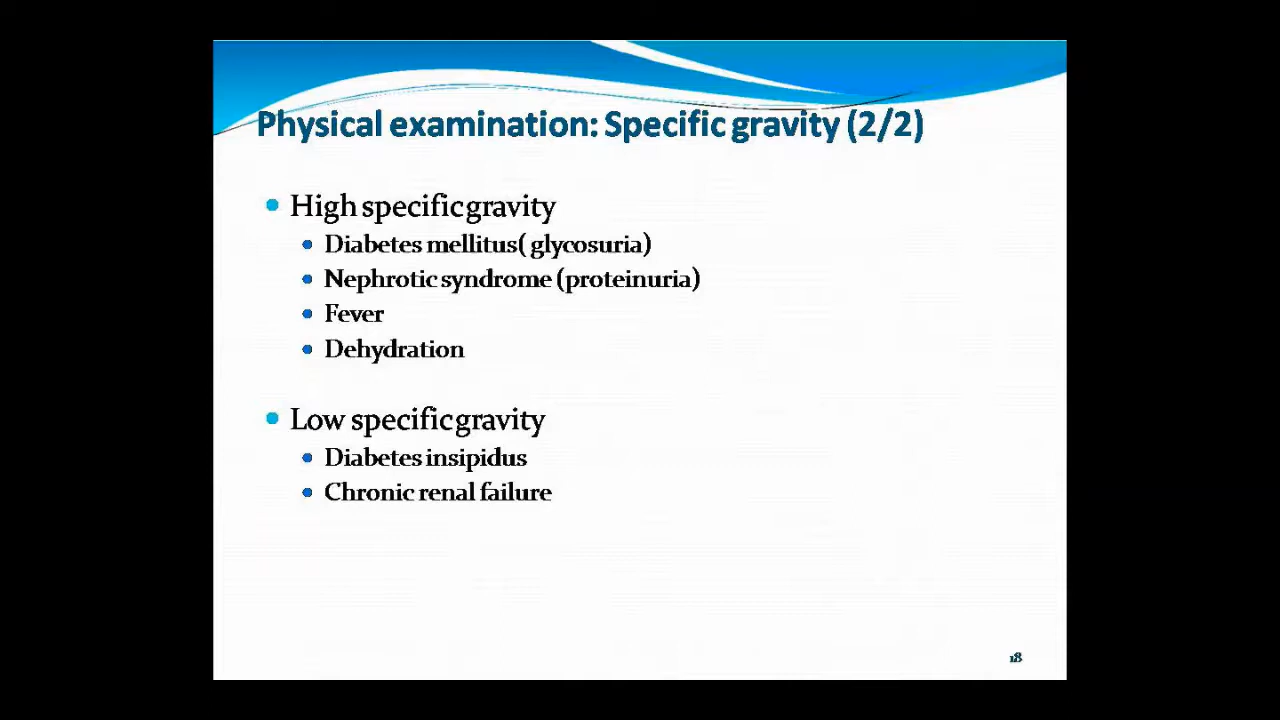 Physical examination: Specific gravity (2/2)
High specific gravity
Diabetes mellitus( glycosuria)
Nephrotic syndrome (proteinuria)
Fever
Dehydration
Low specific gravity
Diabetes insipidus
Chronic renal failure
18